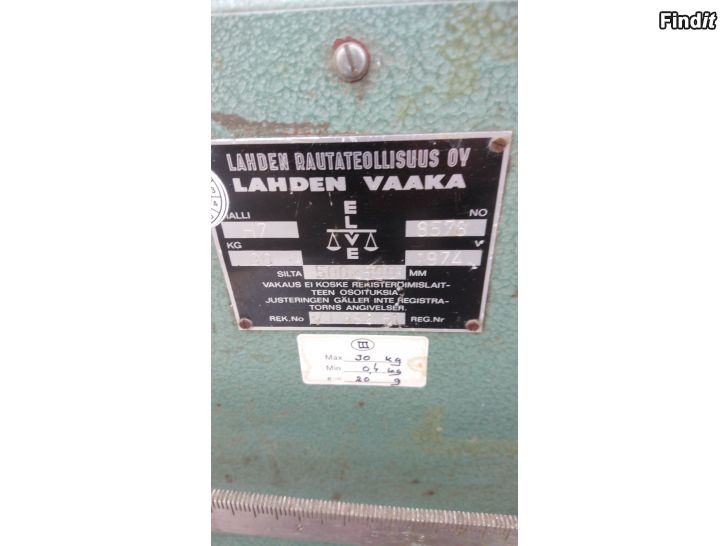 Findit
LAHDEN RAUTATEOLLISUUS OY
LAHDEN VAAKA
MALLI NO
ELVE 8576
KG V
1974
SILTA MM
VAKAUS EI KOSKE REKISTERÖIMISLAIT-
TEEN OSOITUKSIA.
JUSTERINGEN GÄLLER INTE REGISTRA-
TORNS ANGIVELSER.
REK.No REG.Nr
III
Max 30 kg
Min 0,4 kg
e = 20 g